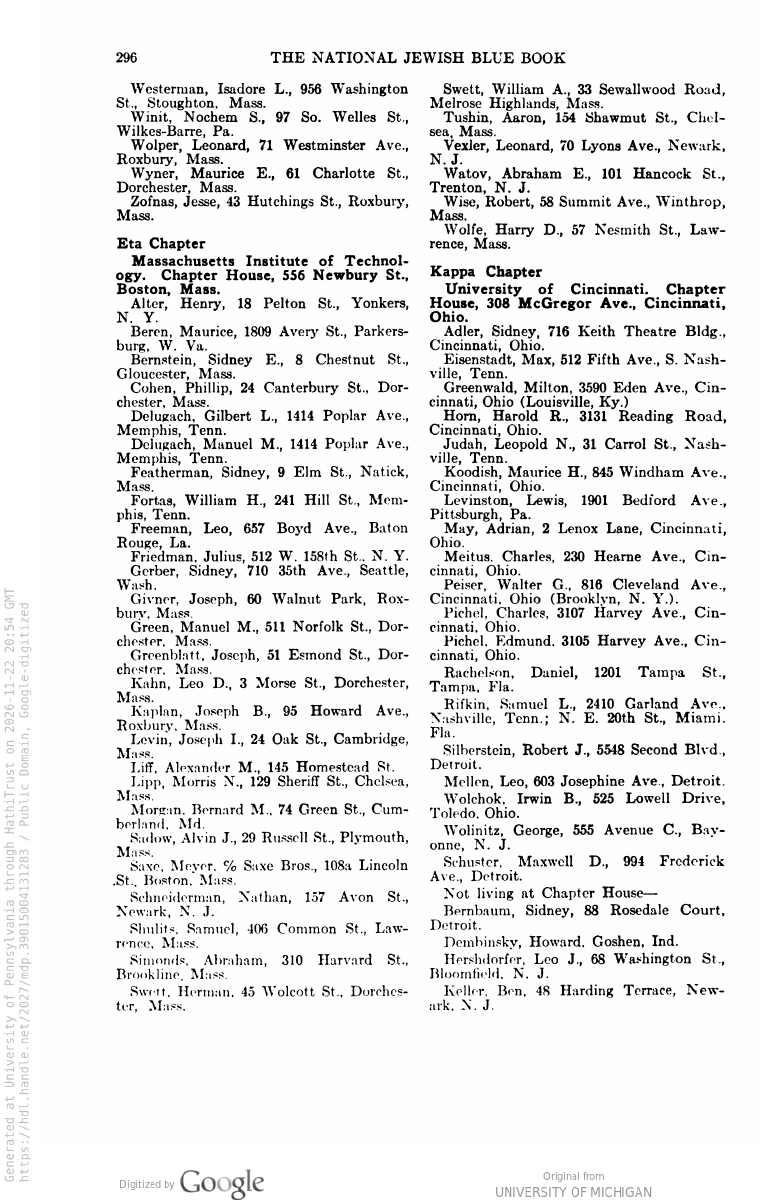 296
THE NATIONAL JEWISH BLUE BOOK
Westerman, Isadore L., 956 Washington
St., Stoughton, Mass.
Winit, Nochem S., 97 So. Welles St.,
Wilkes-Barre, Pa.
Wolper, Leonard, 71 Westminster Ave.,
Roxbury, Mass.
Wyner, Maurice E., 61 Charlotte St.,
Dorchester, Mass.
Zofnas, Jesse, 43 Hutchings St., Roxbury,
Mass.
Eta Chapter
Massachusetts Institute of Technol-
ogy. Chapter House, 556 Newbury St.,
Boston, Mass.
Alter, Henry, 18 Pelton St., Yonkers,
N. Y.
Beren, Maurice, 1809 Avery St., Parkers-
burg, W. Va.
Bernstein, Sidney E., 8 Chestnut St.,
Gloucester, Mass.
Cohen, Phillip, 24 Canterbury St., Dor-
chester, Mass.
Delugach, Gilbert L., 1414 Poplar Ave.,
Memphis, Tenn.
Delugach, Manuel M., 1414 Poplar Ave.,
Memphis, Tenn.
Featherman, Sidney, 9 Elm St., Natick,
Mass.
Fortas, William H., 241 Hill St., Mem-
phis, Tenn.
Freeman, Leo, 657 Boyd Ave., Baton
Rouge, La.
Friedman, Julius, 512 W. 158th St., N. Y.
Gerber, Sidney, 710 35th Ave., Seattle,
Wash.
Givner, Joseph, 60 Walnut Park, Rox-
bury, Mass.
Green, Manuel M., 511 Norfolk St., Dor-
chester, Mass.
Greenblatt, Joseph, 51 Esmond St., Dor-
chester, Mass.
Kahn, Leo D., 3 Morse St., Dorchester,
Mass.
Kaplan, Joseph B., 95 Howard Ave.,
Roxbury, Mass.
Levin, Joseph I., 24 Oak St., Cambridge,
Mass.
Liff, Alexander M., 145 Homestead St.
Lipp, Morris N., 129 Sheriff St., Chelsea,
Mass.
Morgan, Bernard M., 74 Green St., Cum-
berland, Md.
Sadow, Alvin J., 29 Russell St., Plymouth,
Mass.
Saxe, Meyer, % Saxe Bros., 108a Lincoln
St., Boston, Mass.
Schneiderman, Nathan, 157 Avon St.,
Newark, N. J.
Shulits, Samuel, 406 Common St., Law-
rence, Mass.
Simonds, Abraham, 310 Harvard St.,
Brookline, Mass.
Swett, Herman, 45 Wolcott St., Dorches-
ter, Mass.
Swett, William A., 33 Sewallwood Road,
Melrose Highlands, Mass.
Tushin, Aaron, 154 Shawmut St., Chel-
sea, Mass.
Vexler, Leonard, 70 Lyons Ave., Newark,
N. J.
Watov, Abraham E., 101 Hancock St.,
Trenton, N. J.
Wise, Robert, 58 Summit Ave., Winthrop,
Mass.
Wolfe, Harry D., 57 Nesmith St., Law-
rence, Mass.
Kappa Chapter
University of Cincinnati. Chapter
House, 308 McGregor Ave., Cincinnati,
Ohio.
Adler, Sidney, 716 Keith Theatre Bldg.,
Cincinnati, Ohio.
Eisenstadt, Max, 512 Fifth Ave., S. Nash-
ville, Tenn.
Greenwald, Milton, 3590 Eden Ave., Cin-
cinnati, Ohio (Louisville, Ky.)
Horn, Harold R., 3131 Reading Road,
Cincinnati, Ohio.
Judah, Leopold N., 31 Carrol St., Nash-
ville, Tenn.
Koodish, Maurice H., 845 Windham Ave.,
Cincinnati, Ohio.
Levinston, Lewis, 1901 Bedford Ave.,
Pittsburgh, Pa.
May, Adrian, 2 Lenox Lane, Cincinnati,
Ohio.
Meitus, Charles, 230 Hearne Ave., Cin-
cinnati, Ohio.
Peiser, Walter G., 816 Cleveland Ave.,
Cincinnati, Ohio (Brooklyn, N. Y.).
Pichel, Charles, 3107 Harvey Ave., Cin-
cinnati, Ohio.
Pichel, Edmund, 3105 Harvey Ave., Cin-
cinnati, Ohio.
Rachelson, Daniel, 1201 Tampa St.,
Tampa, Fla.
Rifkin, Samuel L., 2410 Garland Ave.,
Nashville, Tenn.; N. E. 20th St., Miami.
Fla.
Silberstein, Robert J., 5548 Second Blvd.,
Detroit.
Mellen, Leo, 603 Josephine Ave., Detroit.
Wolchok, Irwin B., 525 Lowell Drive,
Toledo, Ohio.
Wolinitz, George, 555 Avenue C., Bay-
onne, N. J.
Schuster, Maxwell D., 994 Frederick
Ave., Detroit.
Not living at Chapter House—
Bernbaum, Sidney, 88 Rosedale Court,
Detroit.
Dembinsky, Howard, Goshen, Ind.
Hershdorfer, Leo J., 68 Washington St.,
Bloomfield, N. J.
Keller, Ben, 48 Harding Terrace, New-
ark, N. J.
Generated at University of Pennsylvania through HathiTrust on 2026-11-22 20:54 GMT
https://hdl.handle.net/2027/mdp.39015004131283 / Public Domain, Google-digitized
Digitized by Google
Original from
UNIVERSITY OF MICHIGAN